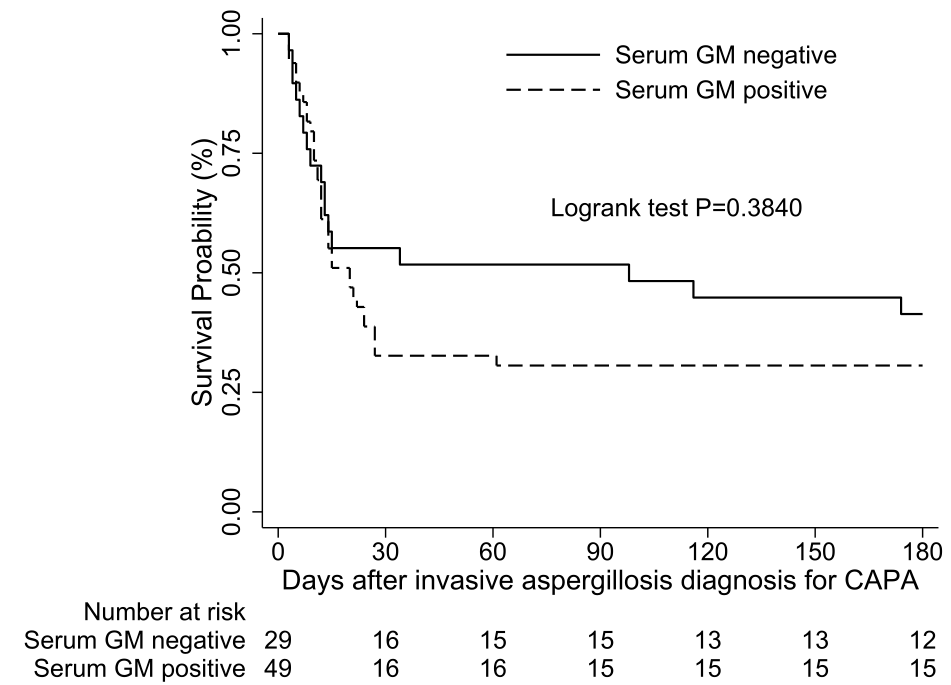 Serum GM negative
Serum GM positive
Logrank test P=0.3840
Survival Proability (%)
1.00
0.75
0.50
0.25
0.00
0 30 60 90 120 150 180
Days after invasive aspergillosis diagnosis for CAPA
Number at risk
Serum GM negative 29 16 15 15 13 13 12
Serum GM positive 49 16 16 15 15 15 15